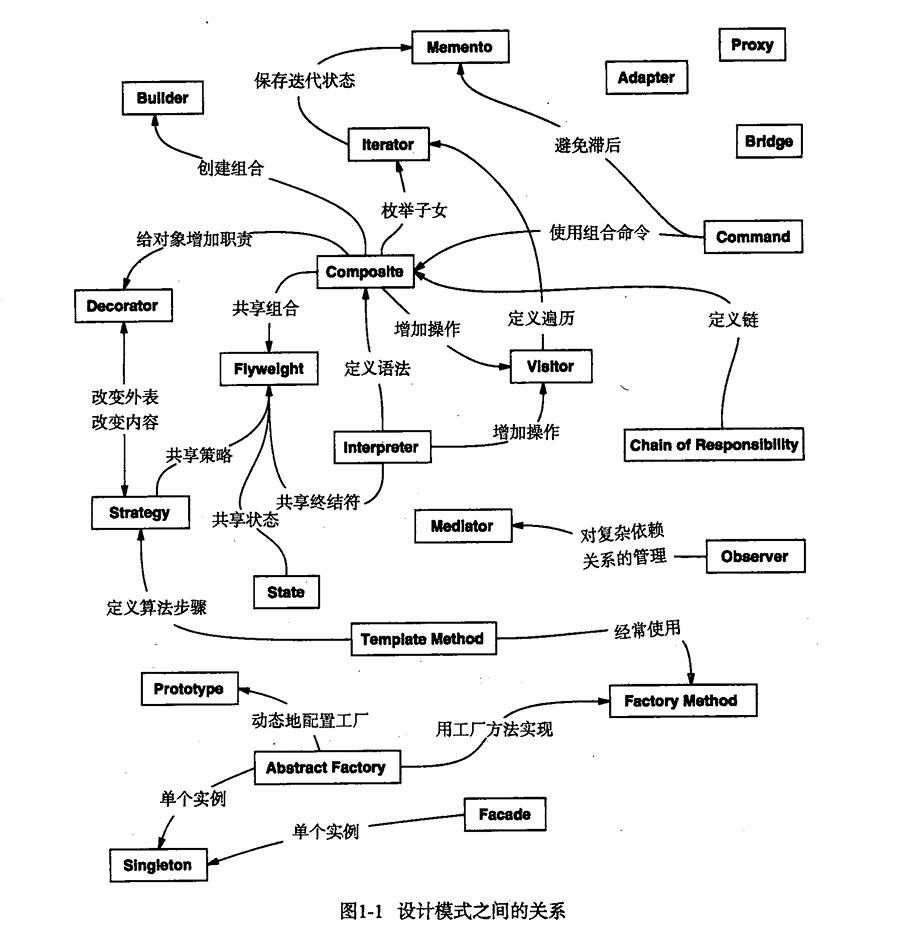 Memento
Proxy
Adapter
保存迭代状态
Builder
Iterator
避免滞后
Bridge
创建组合
枚举子女
给对象增加职责
使用组合命令
Command
Composite
Decorator
共享组合
增加操作
定义遍历
定义链
Flyweight
定义语法
Visitor
改变外表
改变内容
增加操作
Interpreter
Chain of Responsibility
共享策略
共享终结符
Strategy
共享状态
Mediator
对复杂依赖
关系的管理
Observer
State
定义算法步骤
Template Method
经常使用
Prototype
Factory Method
动态地配置工厂
用工厂方法实现
Abstract Factory
单个实例
Facade
单个实例
Singleton
图1-1 设计模式之间的关系